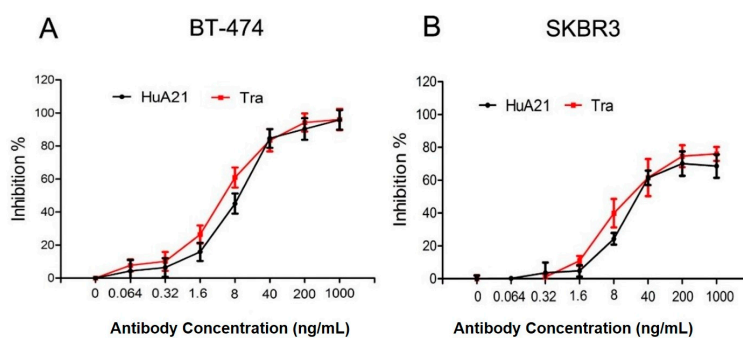 A
BT-474
HuA21
Tra
Inhibition %
120
100
80
60
40
20
0
0 0.064 0.32 1.6 8 40 200 1000
Antibody Concentration (ng/mL)
B
SKBR3
HuA21
Tra
Inhibition %
120
100
80
60
40
20
0
0 0.064 0.32 1.6 8 40 200 1000
Antibody Concentration (ng/mL)